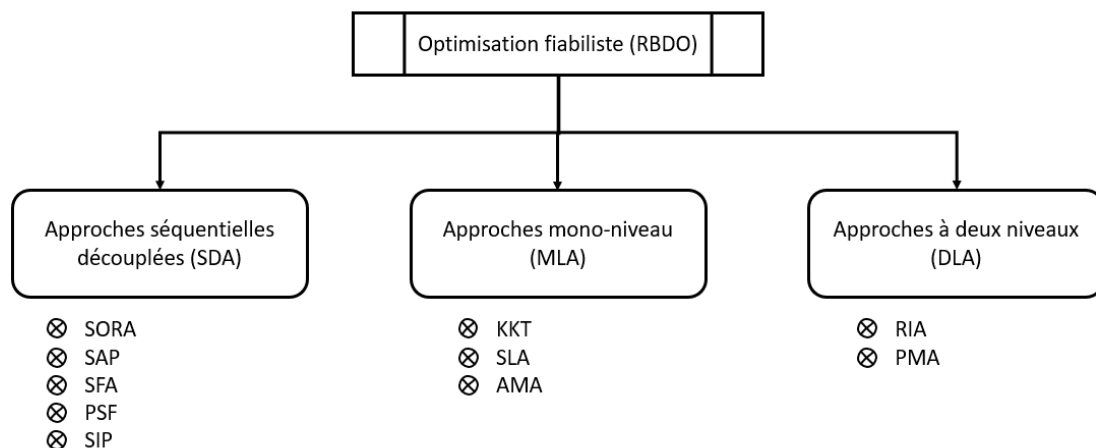 Optimisation fiabiliste (RBDO)
Approches séquentielles
découplées (SDA)
SORA
SAP
SFA
PSF
SIP
Approches mono-niveau
(MLA)
KKT
SLA
AMA
Approches à deux niveaux
(DLA)
RIA
PMA